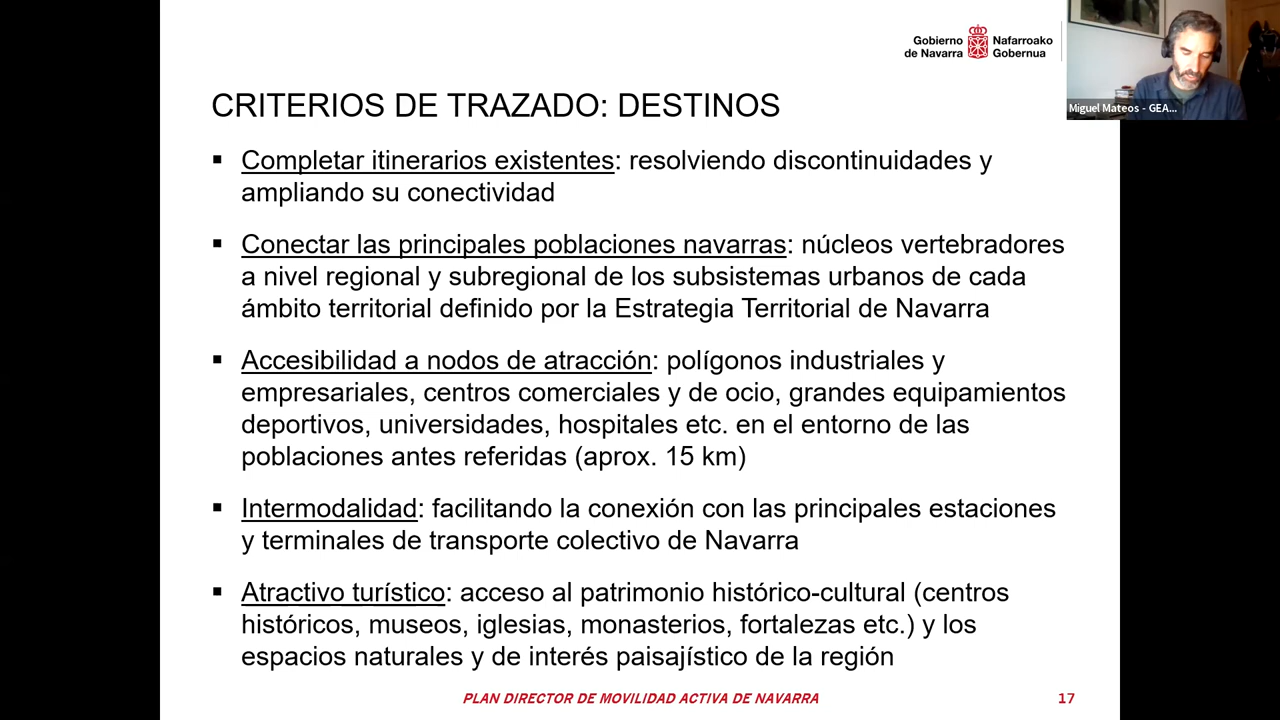 Gobierno de Navarra
Nafarroako Gobernua
Miguel Mateos - GEA...
CRITERIOS DE TRAZADO: DESTINOS
▪ Completar itinerarios existentes: resolviendo discontinuidades y
ampliando su conectividad
▪ Conectar las principales poblaciones navarras: núcleos vertebradores
a nivel regional y subregional de los subsistemas urbanos de cada
ámbito territorial definido por la Estrategia Territorial de Navarra
▪ Accesibilidad a nodos de atracción: polígonos industriales y
empresariales, centros comerciales y de ocio, grandes equipamientos
deportivos, universidades, hospitales etc. en el entorno de las
poblaciones antes referidas (aprox. 15 km)
▪ Intermodalidad: facilitando la conexión con las principales estaciones
y terminales de transporte colectivo de Navarra
▪ Atractivo turístico: acceso al patrimonio histórico-cultural (centros
históricos, museos, iglesias, monasterios, fortalezas etc.) y los
espacios naturales y de interés paisajístico de la región
PLAN DIRECTOR DE MOVILIDAD ACTIVA DE NAVARRA
17